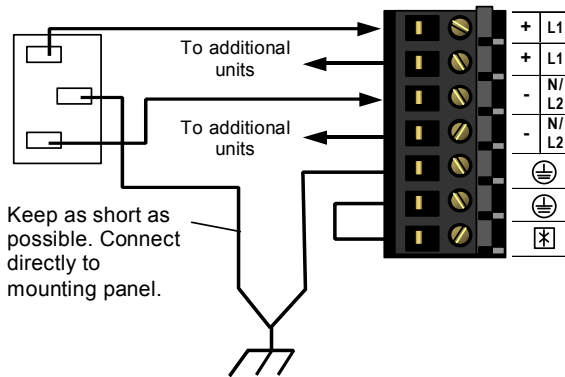 To additional
units
To additional
units
Keep as short as
possible. Connect
directly to
mounting panel.
+ L1
+ L1
- N/
L2
- N/
L2